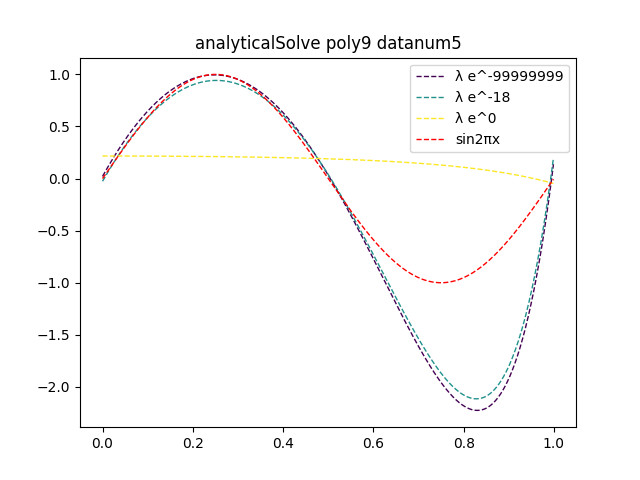 analyticalSolve poly9 datanum5
λ e^-99999999
λ e^-18
λ e^0
sin2πx
1.0
0.5
0.0
−0.5
−1.0
−1.5
−2.0
0.0 0.2 0.4 0.6 0.8 1.0